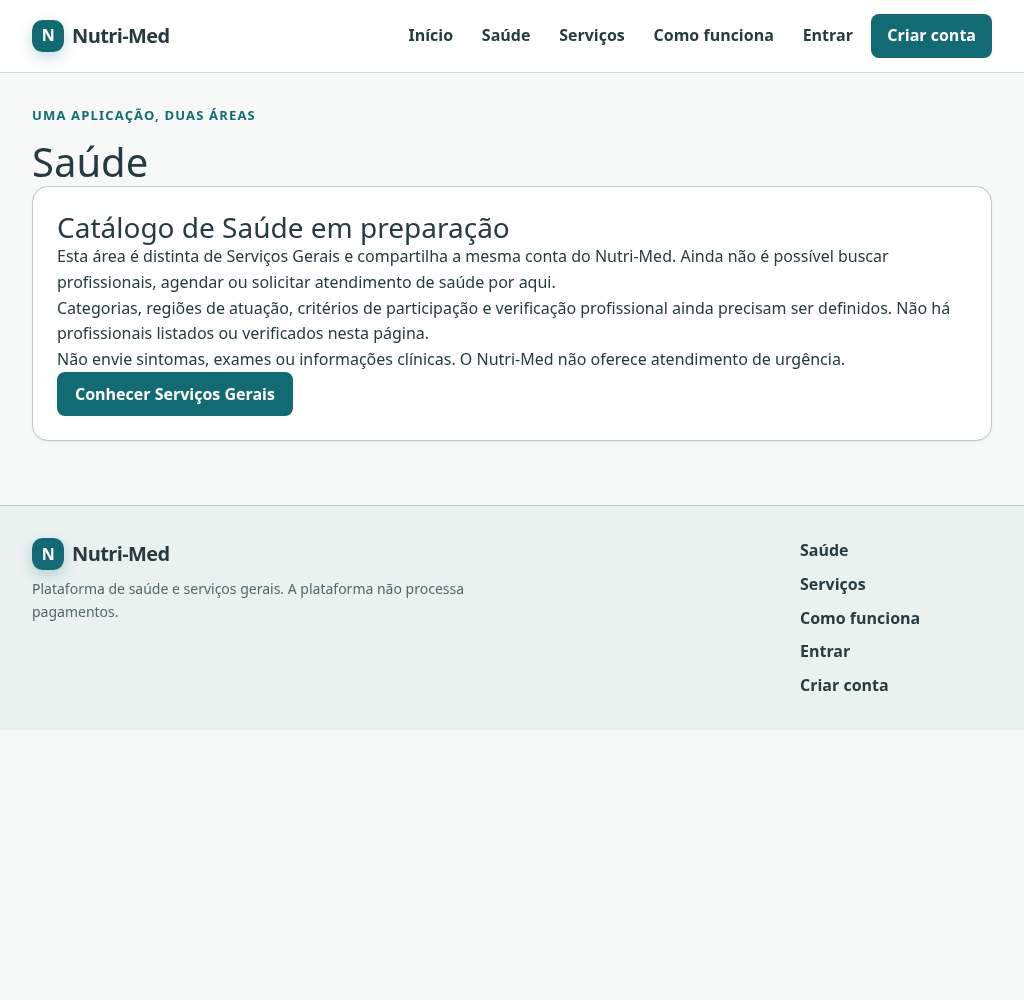 N Nutri-Med
Início Saúde Serviços Como funciona Entrar Criar conta
UMA APLICAÇÃO, DUAS ÁREAS
Saúde
Catálogo de Saúde em preparação
Esta área é distinta de Serviços Gerais e compartilha a mesma conta do Nutri-Med. Ainda não é possível buscar
profissionais, agendar ou solicitar atendimento de saúde por aqui.
Categorias, regiões de atuação, critérios de participação e verificação profissional ainda precisam ser definidos. Não há
profissionais listados ou verificados nesta página.
Não envie sintomas, exames ou informações clínicas. O Nutri-Med não oferece atendimento de urgência.
Conhecer Serviços Gerais
N Nutri-Med
Plataforma de saúde e serviços gerais. A plataforma não processa
pagamentos.
Saúde
Serviços
Como funciona
Entrar
Criar conta